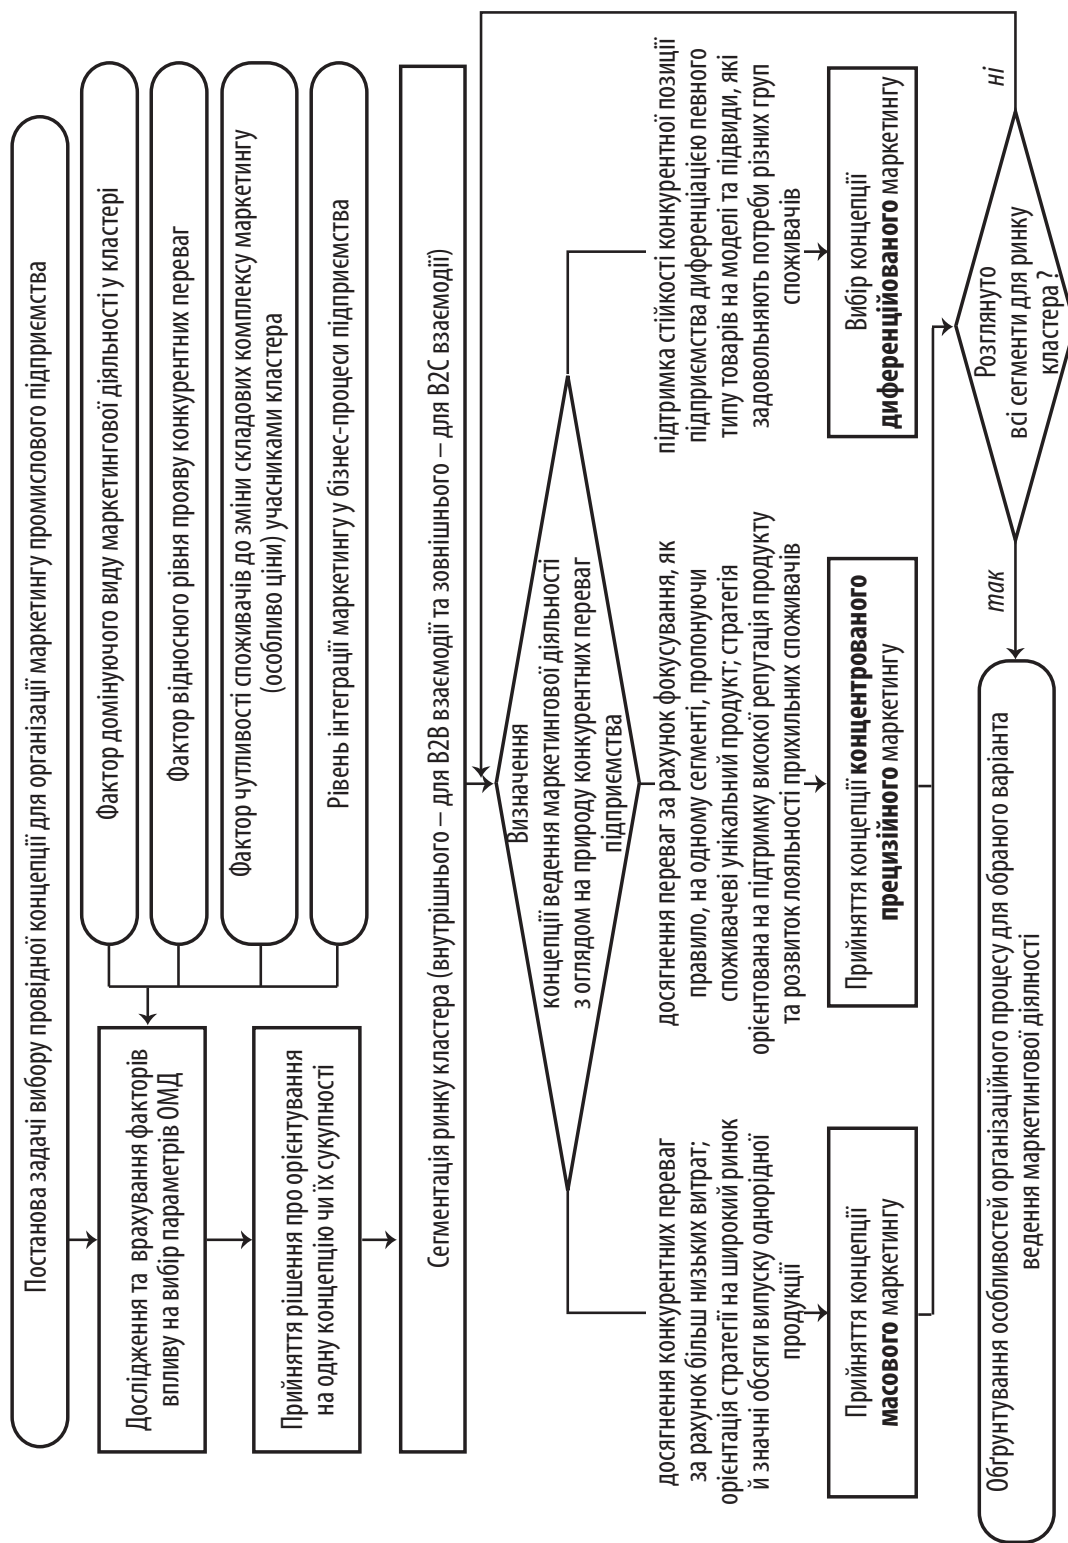 Постанова задачі вибору провідної концепції для організації маркетингу промислового підприємства
Дослідження та врахування факторів
впливу на вибір параметрів ОМД
Фактор домінуючого виду маркетингової діяльності у кластері
Фактор відносного рівня прояву конкурентних переваг
Фактор чутливості споживачів до зміни складових комплексу маркетингу
(особливо ціни) учасниками кластера
Рівень інтеграції маркетингу у бізнес-процеси підприємства
Прийняття рішення про орієнтування
на одну концепцію чи їх сукупності
Сегментація ринку кластера (внутрішнього – для В2В взаємодії та зовнішнього – для В2С взаємодії)
Визначення
концепції ведення маркетингової діяльності
з оглядом на природу конкурентних переваг
підприємства
досягнення конкурентних переваг
за рахунок більш низьких витрат;
орієнтація стратегії на широкий ринок
й значні обсяги випуску однорідної
продукції
досягнення переваг за рахунок фокусування, як
правило, на одному сегменті, пропонуючи
споживачеві унікальний продукт; стратегія
орієнтована на підтримку високої репутація продукту
та розвиток лояльності прихильних споживачів
підтримка стійкості конкурентної позиції
підприємства диференціацією певного
типу товарів на моделі та підвиди, які
задовольняють потреби різних груп
споживачів
Прийняття концепції
масового маркетингу
Прийняття концепції концентрованого
прецизійного маркетингу
Вибір концепції
диференційованого маркетингу
Розглянуто
всі сегменти для ринку
кластера ?
так
ні
Обґрунтування особливостей організаційного процесу для обраного варіанта
ведення маркетингової діялності